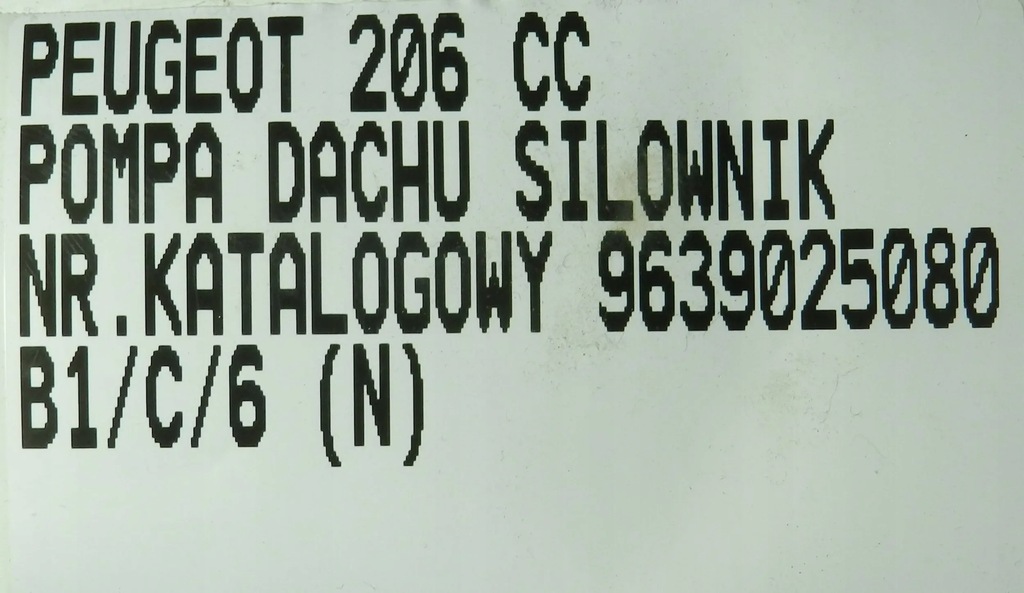 PEUGEOT 206 CC
POMPA DACHU SILOWNIK
NR.KATALOGOWY 9639025080
B1/C/6 (N)